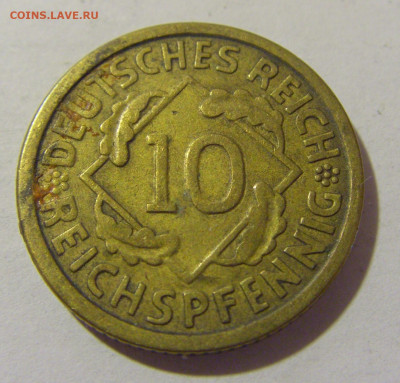 COINS.LAVE.RU
DEUTSCHES REICH
10
REICHSPFENNIG